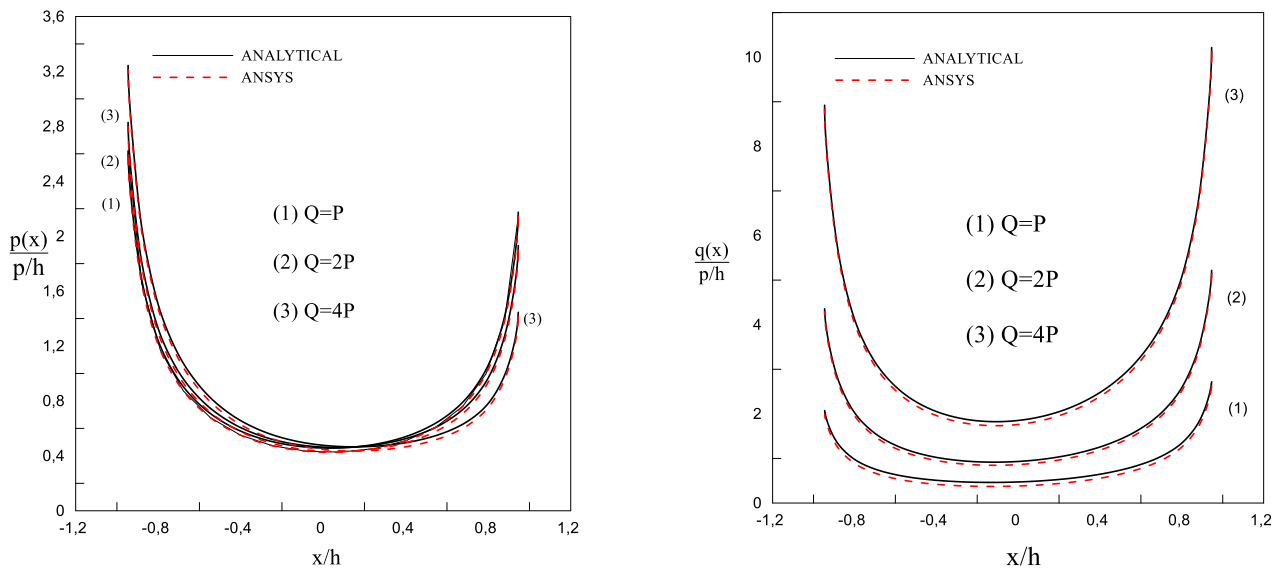 3,6
3,2
2,8
2,4
2
1,6
1,2
0,8
0,4
0
p(x)
p/h
ANALYTICAL
ANSYS
(3)
(2)
(1)
(1) Q=P
(2) Q=2P
(3) Q=4P
(3)
-1,2
-0,8
-0,4
0
0,4
0,8
1,2
x/h
10
8
6
4
2
0
q(x)
p/h
ANALYTICAL
ANSYS
(3)
(1) Q=P
(2) Q=2P
(3) Q=4P
(2)
(1)
-1,2
-0,8
-0,4
0
0,4
0,8
1,2
x/h